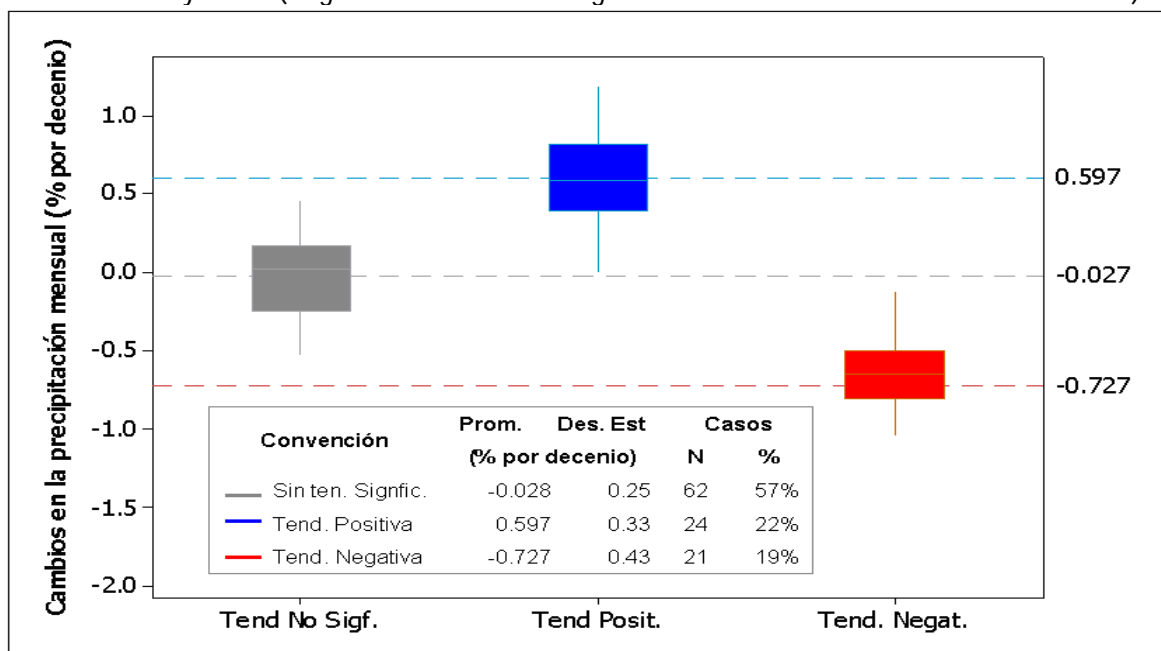 Cambios en la precipitación mensual (% por decenio)
1.0
0.5
0.0
-0.5
-1.0
-1.5
-2.0
0.597
-0.027
-0.727
Convención Prom. Des. Est Casos
(% por decenio) N %
Sin ten. Signfic. -0.028 0.25 62 57%
Tend. Positiva 0.597 0.33 24 22%
Tend. Negativa -0.727 0.43 21 19%
Tend No Sigf. Tend Posit. Tend. Negat.